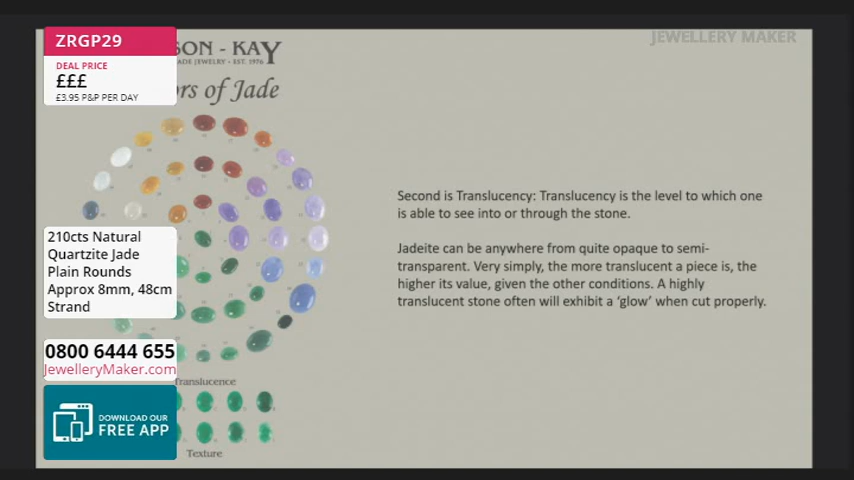 ZRGP29
DEAL PRICE
£££
£3.95 P&P PER DAY
SON - KAY
ADE JEWELRY • EST. 1976
ors of Jade
JEWELLERY MAKER
Second is Translucency: Translucency is the level to which one
is able to see into or through the stone.
Jadeite can be anywhere from quite opaque to semi-
transparent. Very simply, the more translucent a piece is, the
higher its value, given the other conditions. A highly
translucent stone often will exhibit a ‘glow’ when cut properly.
210cts Natural
Quartzite Jade
Plain Rounds
Approx 8mm, 48cm
Strand
0800 6444 655
JewelleryMaker.com
DOWNLOAD OUR
FREE APP
Translucence
Texture